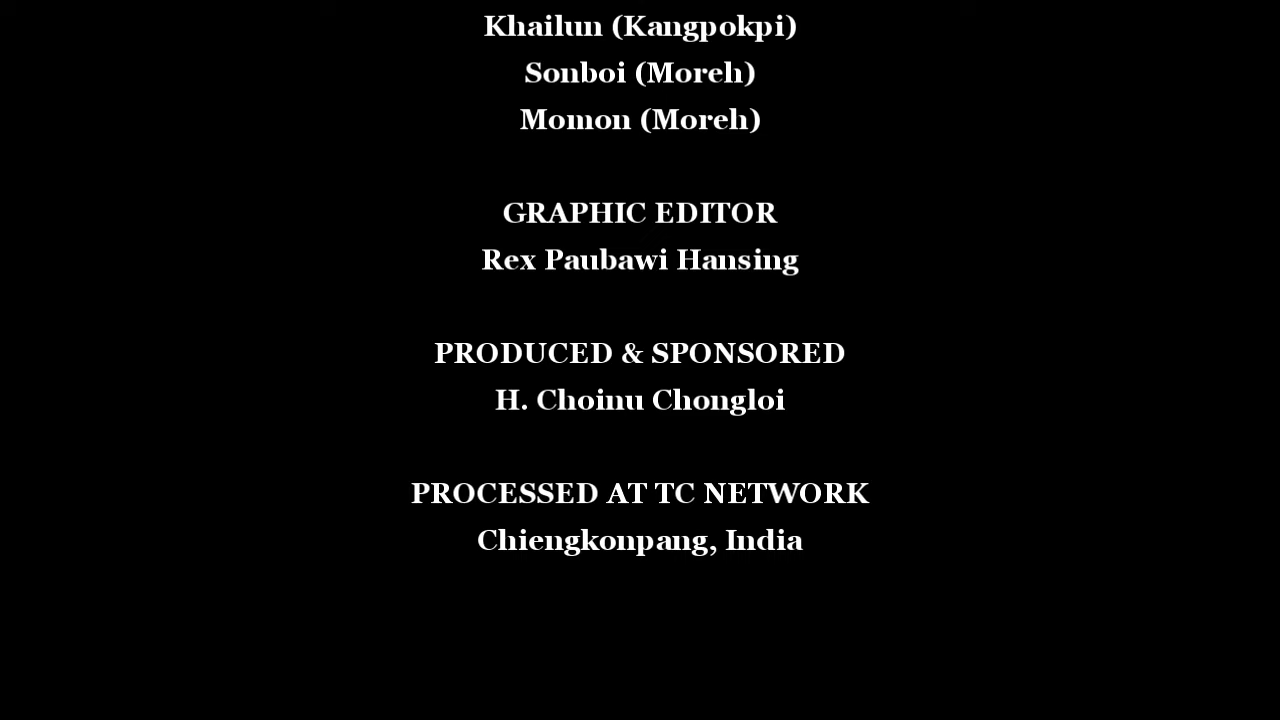 Khailun (Kangpokpi)
Sonboi (Moreh)
Momon (Moreh)
GRAPHIC EDITOR
Rex Paubawi Hansing
PRODUCED & SPONSORED
H. Choinu Chongloi
PROCESSED AT TC NETWORK
Chiengkonpang, India